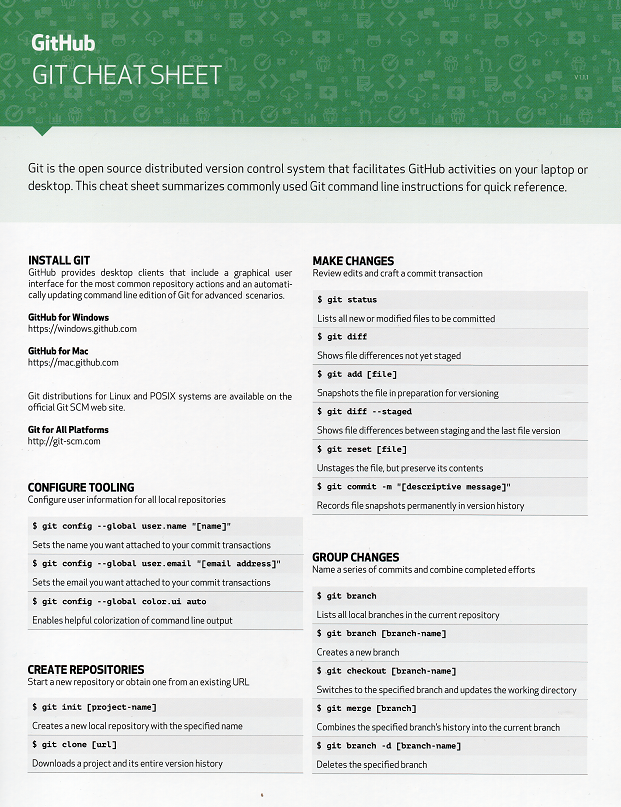 GitHub
GIT CHEAT SHEET
V 1.1.1
Git is the open source distributed version control system that facilitates GitHub activities on your laptop or
desktop. This cheat sheet summarizes commonly used Git command line instructions for quick reference.
INSTALL GIT
GitHub provides desktop clients that include a graphical user
interface for the most common repository actions and an automati-
cally updating command line edition of Git for advanced scenarios.
GitHub for Windows
https://windows.github.com
GitHub for Mac
https://mac.github.com
Git distributions for Linux and POSIX systems are available on the
official Git SCM web site.
Git for All Platforms
http://git-scm.com
CONFIGURE TOOLING
Configure user information for all local repositories
$ git config --global user.name "[name]"
Sets the name you want attached to your commit transactions
$ git config --global user.email "[email address]"
Sets the email you want attached to your commit transactions
$ git config --global color.ui auto
Enables helpful colorization of command line output
CREATE REPOSITORIES
Start a new repository or obtain one from an existing URL
$ git init [project-name]
Creates a new local repository with the specified name
$ git clone [url]
Downloads a project and its entire version history
MAKE CHANGES
Review edits and craft a commit transaction
$ git status
Lists all new or modified files to be committed
$ git diff
Shows file differences not yet staged
$ git add [file]
Snapshots the file in preparation for versioning
$ git diff --staged
Shows file differences between staging and the last file version
$ git reset [file]
Unstages the file, but preserve its contents
$ git commit -m "[descriptive message]"
Records file snapshots permanently in version history
GROUP CHANGES
Name a series of commits and combine completed efforts
$ git branch
Lists all local branches in the current repository
$ git branch [branch-name]
Creates a new branch
$ git checkout [branch-name]
Switches to the specified branch and updates the working directory
$ git merge [branch]
Combines the specified branch's history into the current branch
$ git branch -d [branch-name]
Deletes the specified branch